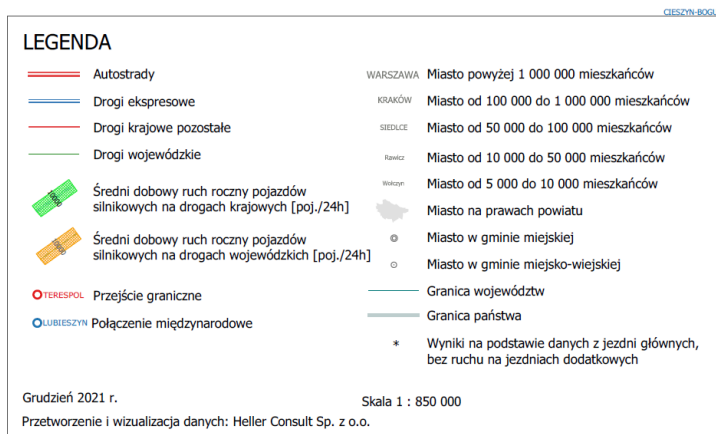 CIESZYN-BOGU
LEGENDA
Autostrady
Drogi ekspresowe
Drogi krajowe pozostałe
Drogi wojewódzkie
10000
Średni dobowy ruch roczny pojazdów
silnikowych na drogach krajowych [poj./24h]
10000
Średni dobowy ruch roczny pojazdów
silnikowych na drogach wojewódzkich [poj./24h]
TERESPOL Przejście graniczne
LUBIESZYN Połączenie międzynarodowe
WARSZAWA Miasto powyżej 1 000 000 mieszkańców
KRAKÓW Miasto od 100 000 do 1 000 000 mieszkańców
SIEDLCE Miasto od 50 000 do 100 000 mieszkańców
Rawicz Miasto od 10 000 do 50 000 mieszkańców
Wołczyn Miasto od 5 000 do 10 000 mieszkańców
Miasto na prawach powiatu
Miasto w gminie miejskiej
Miasto w gminie miejsko-wiejskiej
Granica województw
Granica państwa
* Wyniki na podstawie danych z jezdni głównych,
bez ruchu na jezdniach dodatkowych
Grudzień 2021 r.
Skala 1 : 850 000
Przetworzenie i wizualizacja danych: Heller Consult Sp. z o.o.